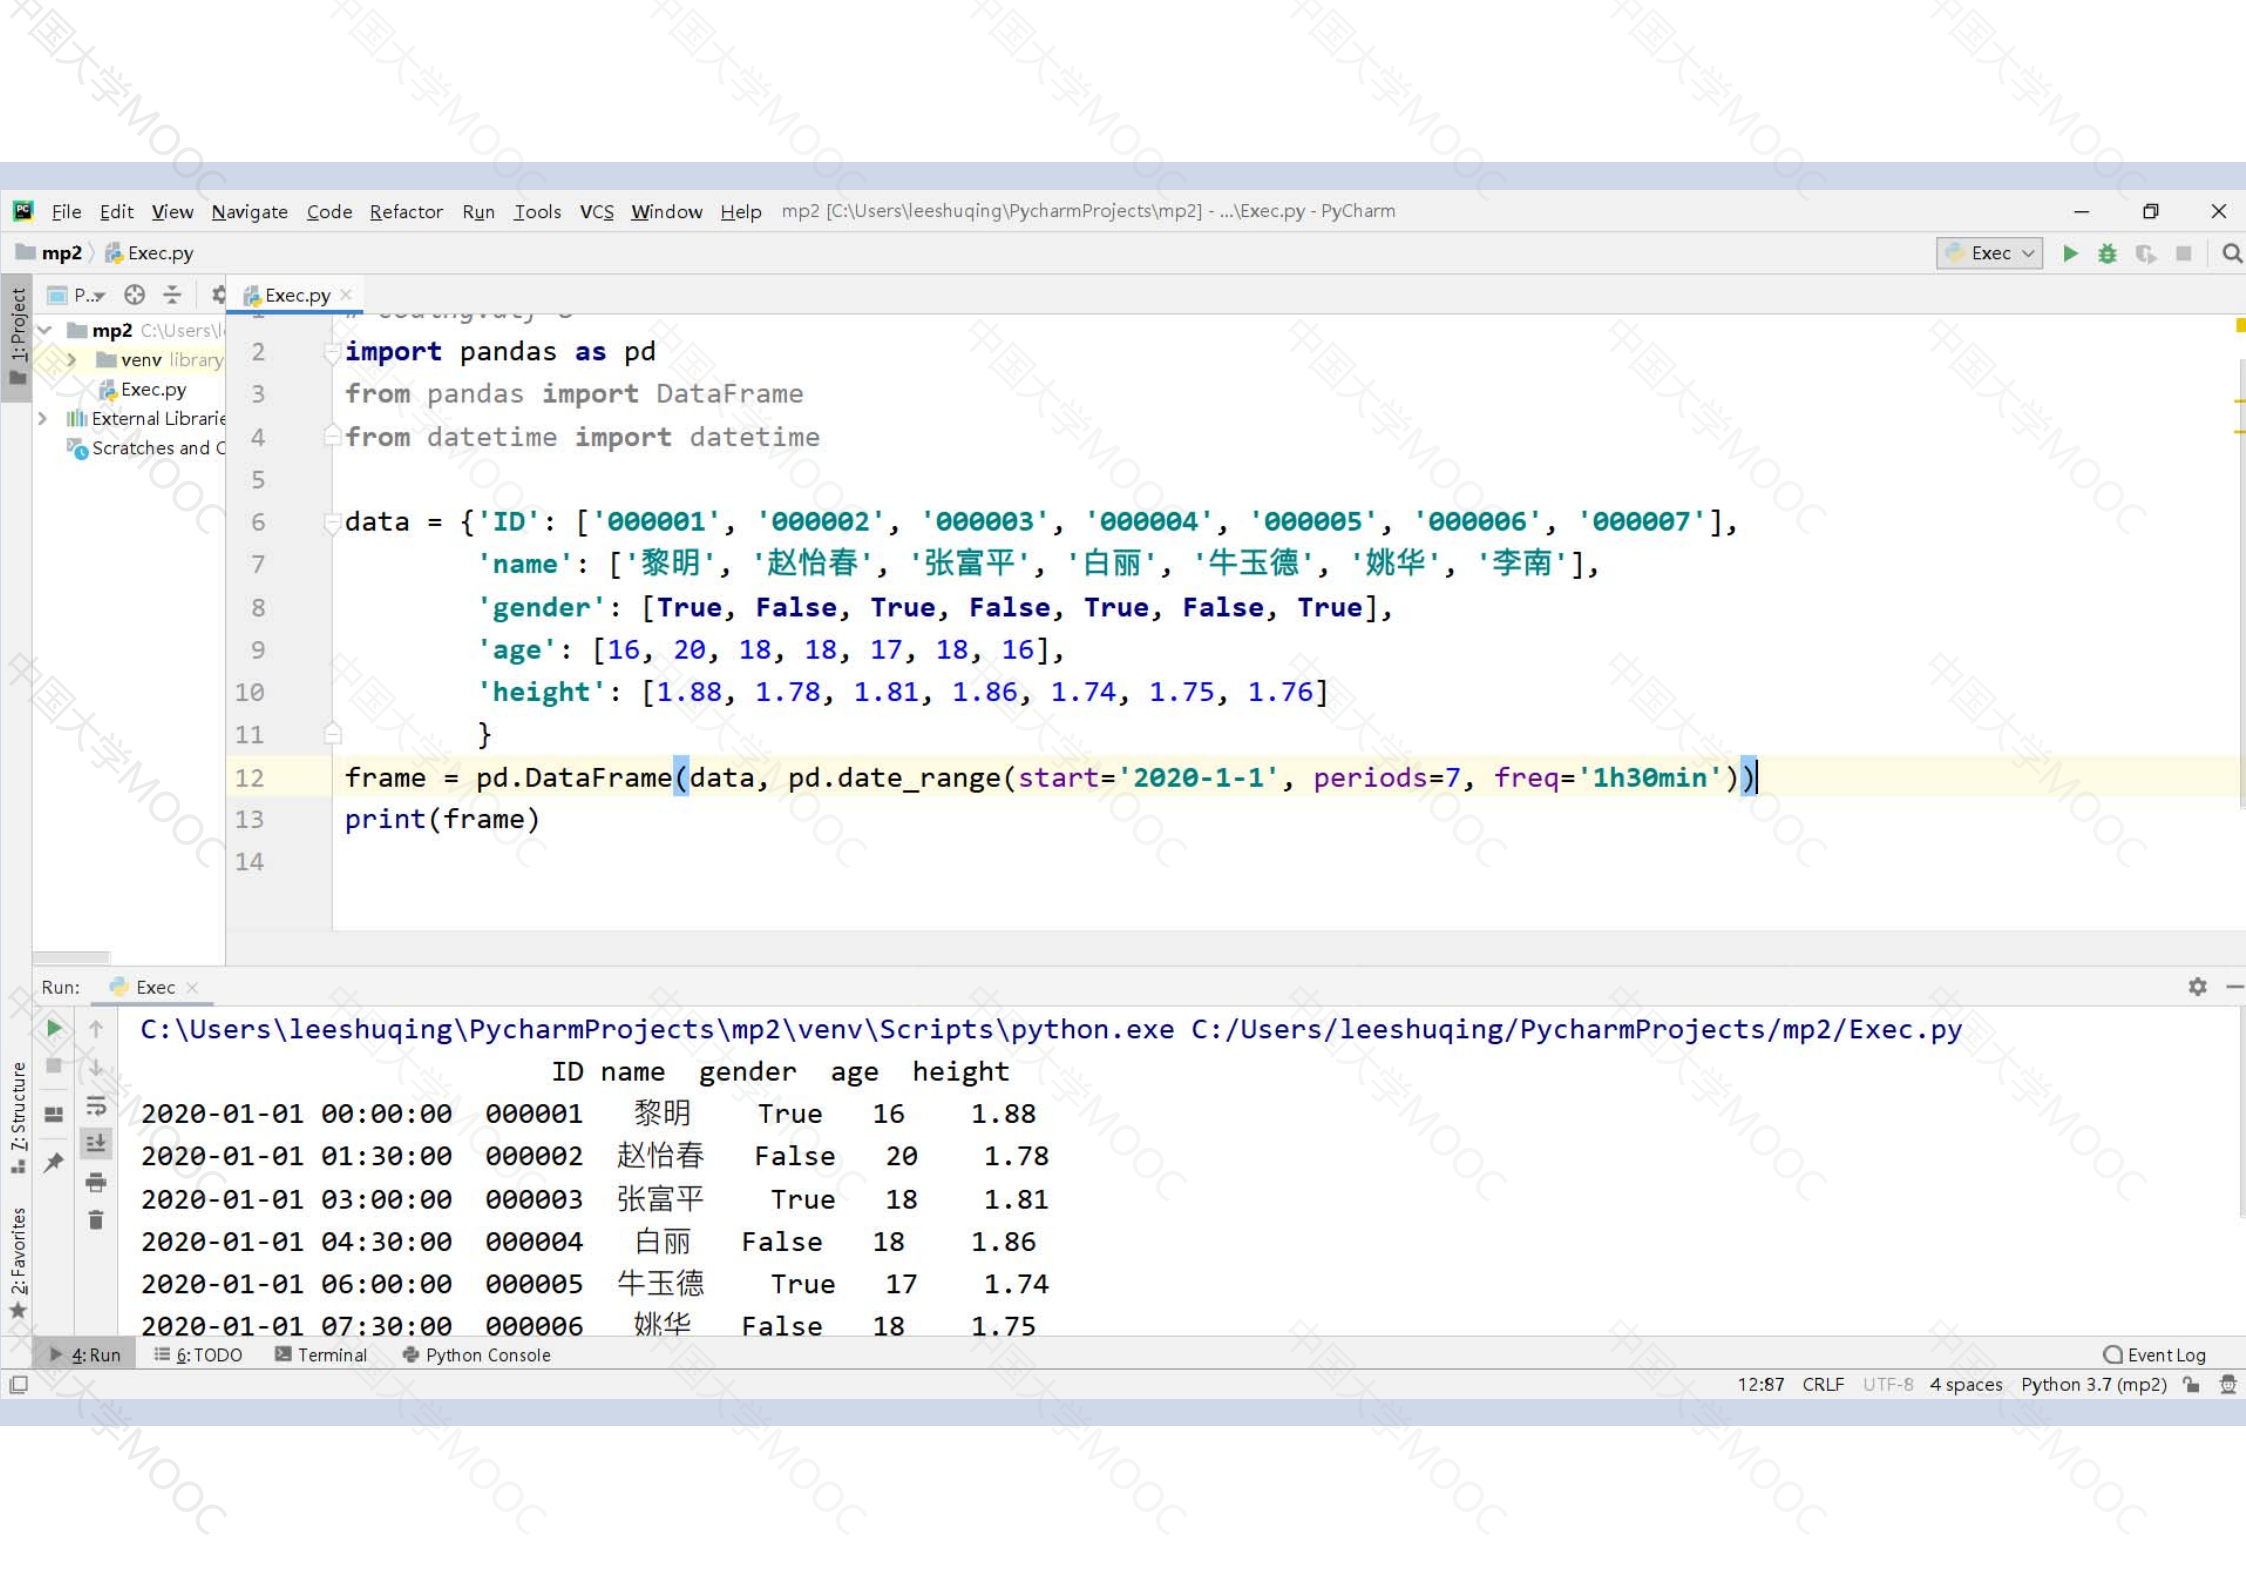 File Edit View Navigate Code Refactor Run Tools VCS Window Help mp2 [C:\Users\leeshuqing\PycharmProjects\mp2] - ...\Exec.py - PyCharm
mp2 Exec.py Exec
1: Project P.. Exec.py
mp2 C:\Users\
venv library
Exec.py
External Librarie
Scratches and C
1
2 import pandas as pd
3 from pandas import DataFrame
4 from datetime import datetime
5
6 data = {'ID': ['000001', '000002', '000003', '000004', '000005', '000006', '000007'],
7 'name': ['黎明', '赵怡春', '张富平', '白丽', '牛玉德', '姚华', '李南'],
8 'gender': [True, False, True, False, True, False, True],
9 'age': [16, 20, 18, 18, 17, 18, 16],
10 'height': [1.88, 1.78, 1.81, 1.86, 1.74, 1.75, 1.76]
11 }
12 frame = pd.DataFrame(data, pd.date_range(start='2020-1-1', periods=7, freq='1h30min'))
13 print(frame)
14
Run: Exec
C:\Users\leeshuqing\PycharmProjects\mp2\venv\Scripts\python.exe C:/Users/leeshuqing/PycharmProjects/mp2/Exec.py
ID name gender age height
2020-01-01 00:00:00 000001 黎明 True 16 1.88
2020-01-01 01:30:00 000002 赵怡春 False 20 1.78
2020-01-01 03:00:00 000003 张富平 True 18 1.81
2020-01-01 04:30:00 000004 白丽 False 18 1.86
2020-01-01 06:00:00 000005 牛玉德 True 17 1.74
2020-01-01 07:30:00 000006 姚华 False 18 1.75
Z: Structure
2: Favorites
4: Run 6: TODO Terminal Python Console Event Log
12:87 CRLF UTF-8 4 spaces Python 3.7 (mp2)
中国大学MOOC